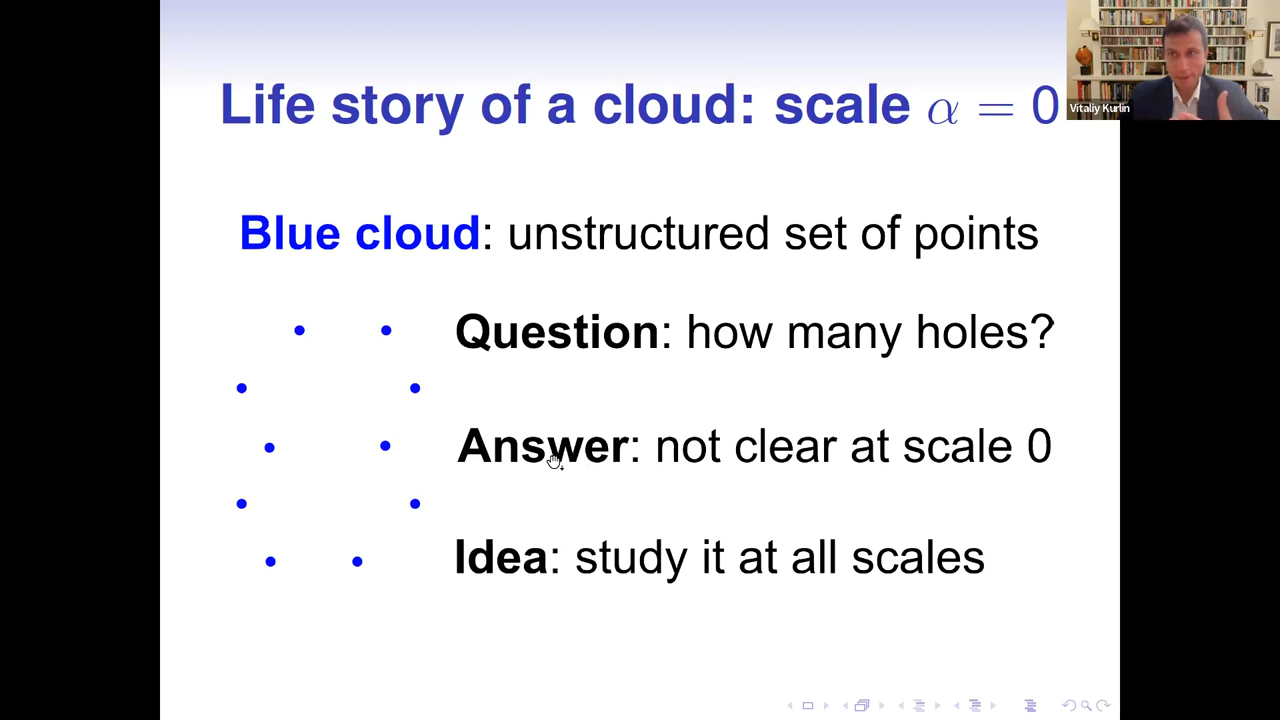 Life story of a cloud: scale α = 0
Vitaliy Kurlin
Blue cloud: unstructured set of points
Question: how many holes?
Answer: not clear at scale 0
Idea: study it at all scales